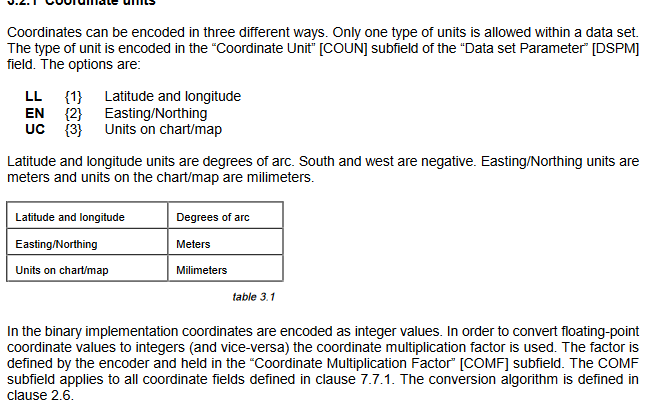 3.2.1 Coordinate units
Coordinates can be encoded in three different ways. Only one type of units is allowed within a data set.
The type of unit is encoded in the “Coordinate Unit” [COUN] subfield of the “Data set Parameter” [DSPM]
field. The options are:
LL {1} Latitude and longitude
EN {2} Easting/Northing
UC {3} Units on chart/map
Latitude and longitude units are degrees of arc. South and west are negative. Easting/Northing units are
meters and units on the chart/map are milimeters.
Latitude and longitude Degrees of arc
Easting/Northing Meters
Units on chart/map Milimeters
table 3.1
In the binary implementation coordinates are encoded as integer values. In order to convert floating-point
coordinate values to integers (and vice-versa) the coordinate multiplication factor is used. The factor is
defined by the encoder and held in the “Coordinate Multiplication Factor” [COMF] subfield. The COMF
subfield applies to all coordinate fields defined in clause 7.7.1. The conversion algorithm is defined in
clause 2.6.